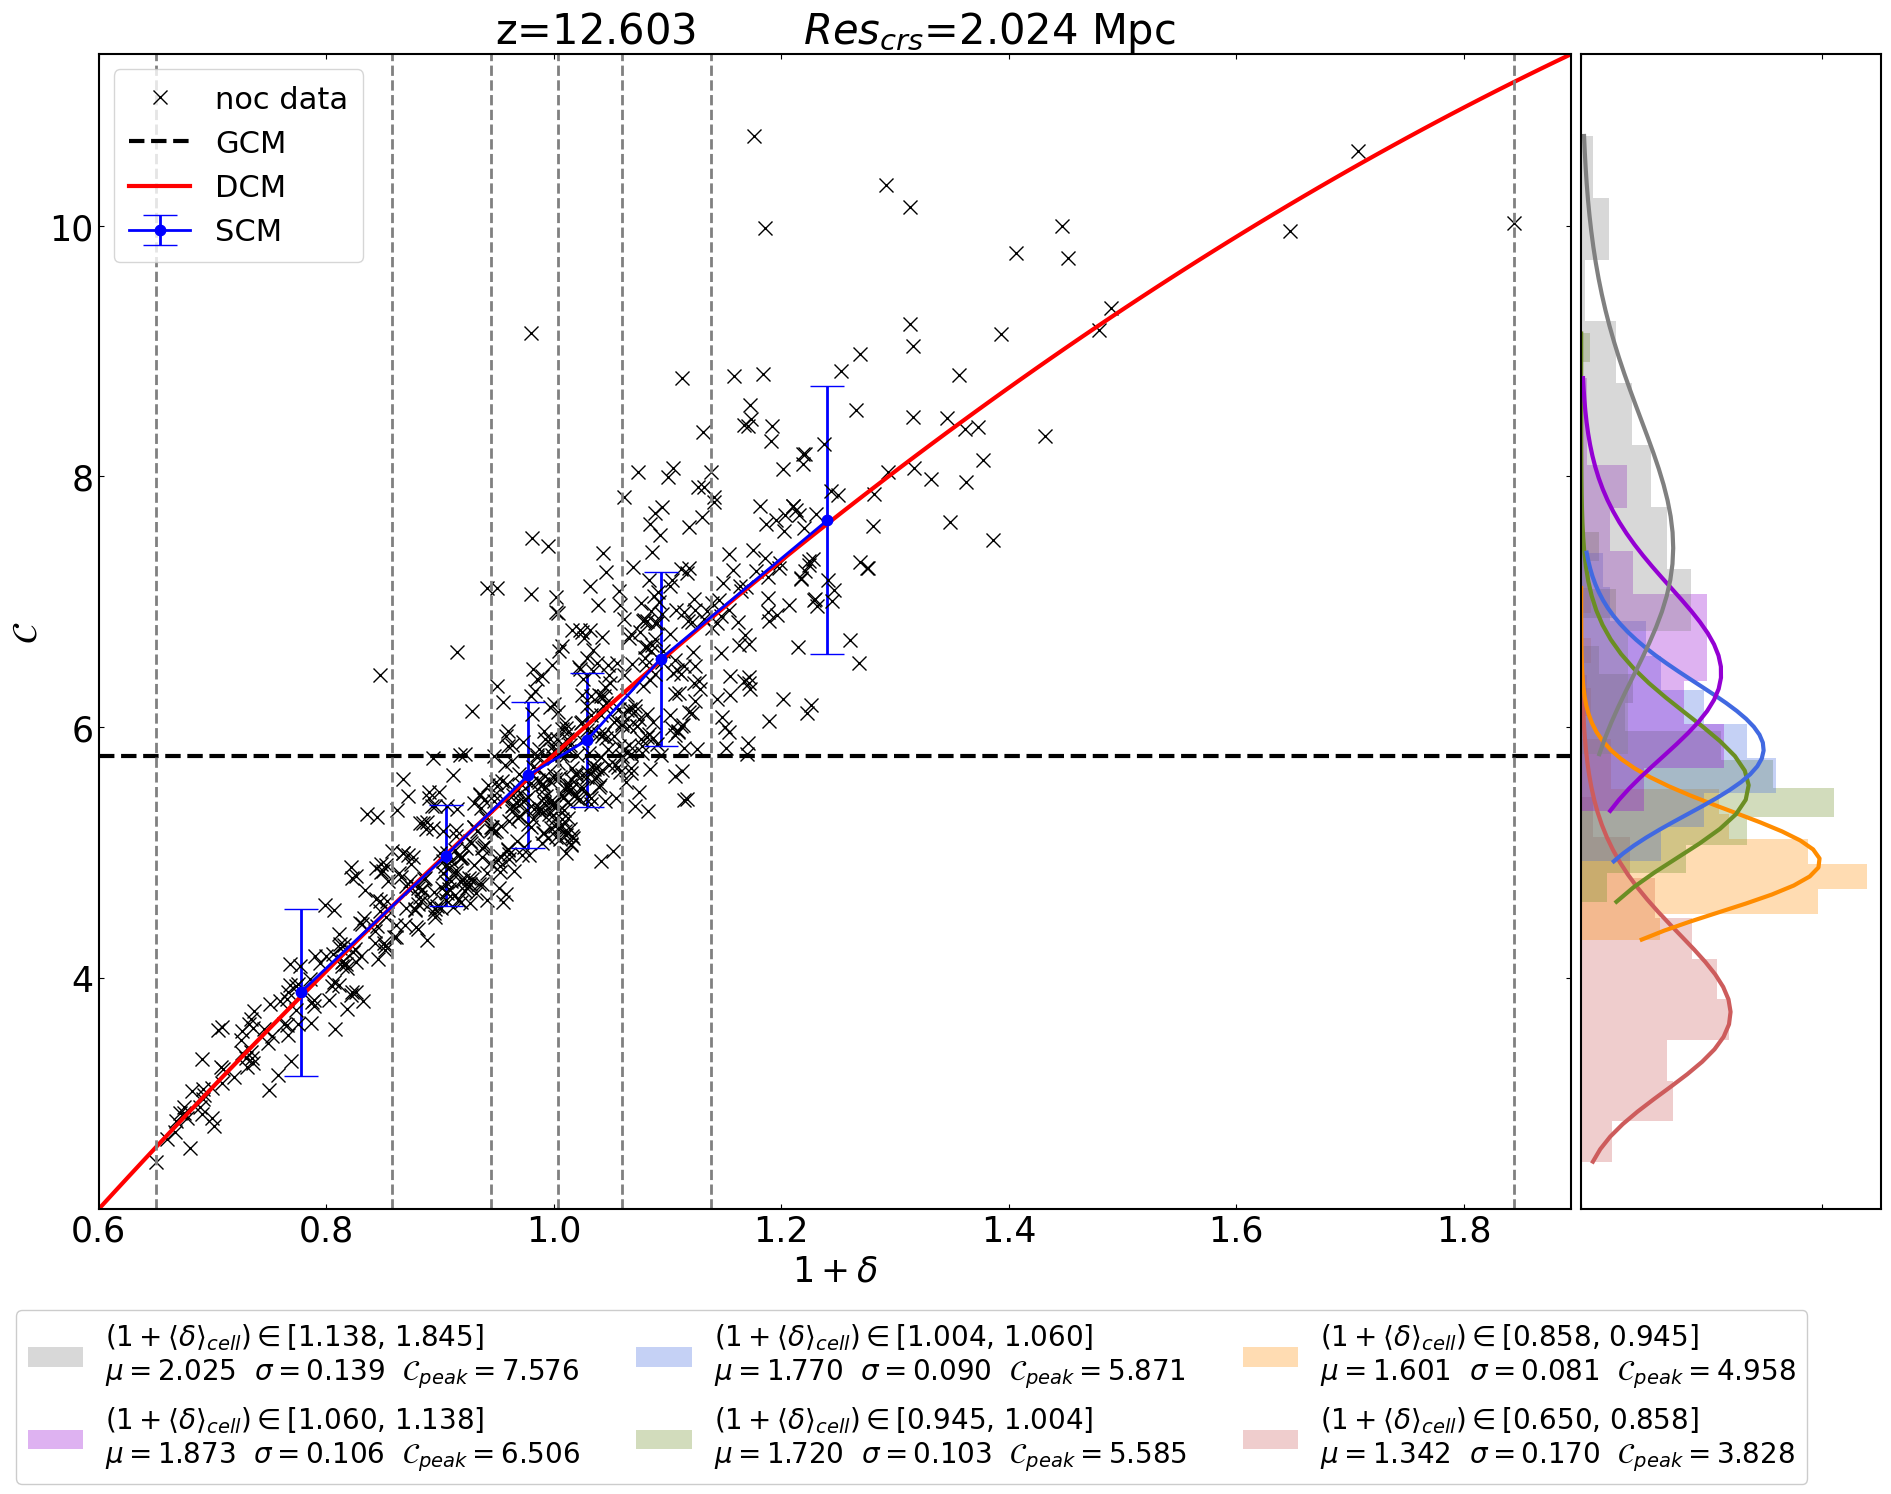 z=12.603 Res_crs=2.024 Mpc
noc data
GCM
DCM
SCM
10
8
6
4
𝒞
0.6 0.8 1.0 1.2 1.4 1.6 1.8
1 + δ
(1 + ⟨δ⟩_cell) ∈ [1.138, 1.845]
μ = 2.025 σ = 0.139 𝒞_peak = 7.576
(1 + ⟨δ⟩_cell) ∈ [1.060, 1.138]
μ = 1.873 σ = 0.106 𝒞_peak = 6.506
(1 + ⟨δ⟩_cell) ∈ [1.004, 1.060]
μ = 1.770 σ = 0.090 𝒞_peak = 5.871
(1 + ⟨δ⟩_cell) ∈ [0.945, 1.004]
μ = 1.720 σ = 0.103 𝒞_peak = 5.585
(1 + ⟨δ⟩_cell) ∈ [0.858, 0.945]
μ = 1.601 σ = 0.081 𝒞_peak = 4.958
(1 + ⟨δ⟩_cell) ∈ [0.650, 0.858]
μ = 1.342 σ = 0.170 𝒞_peak = 3.828